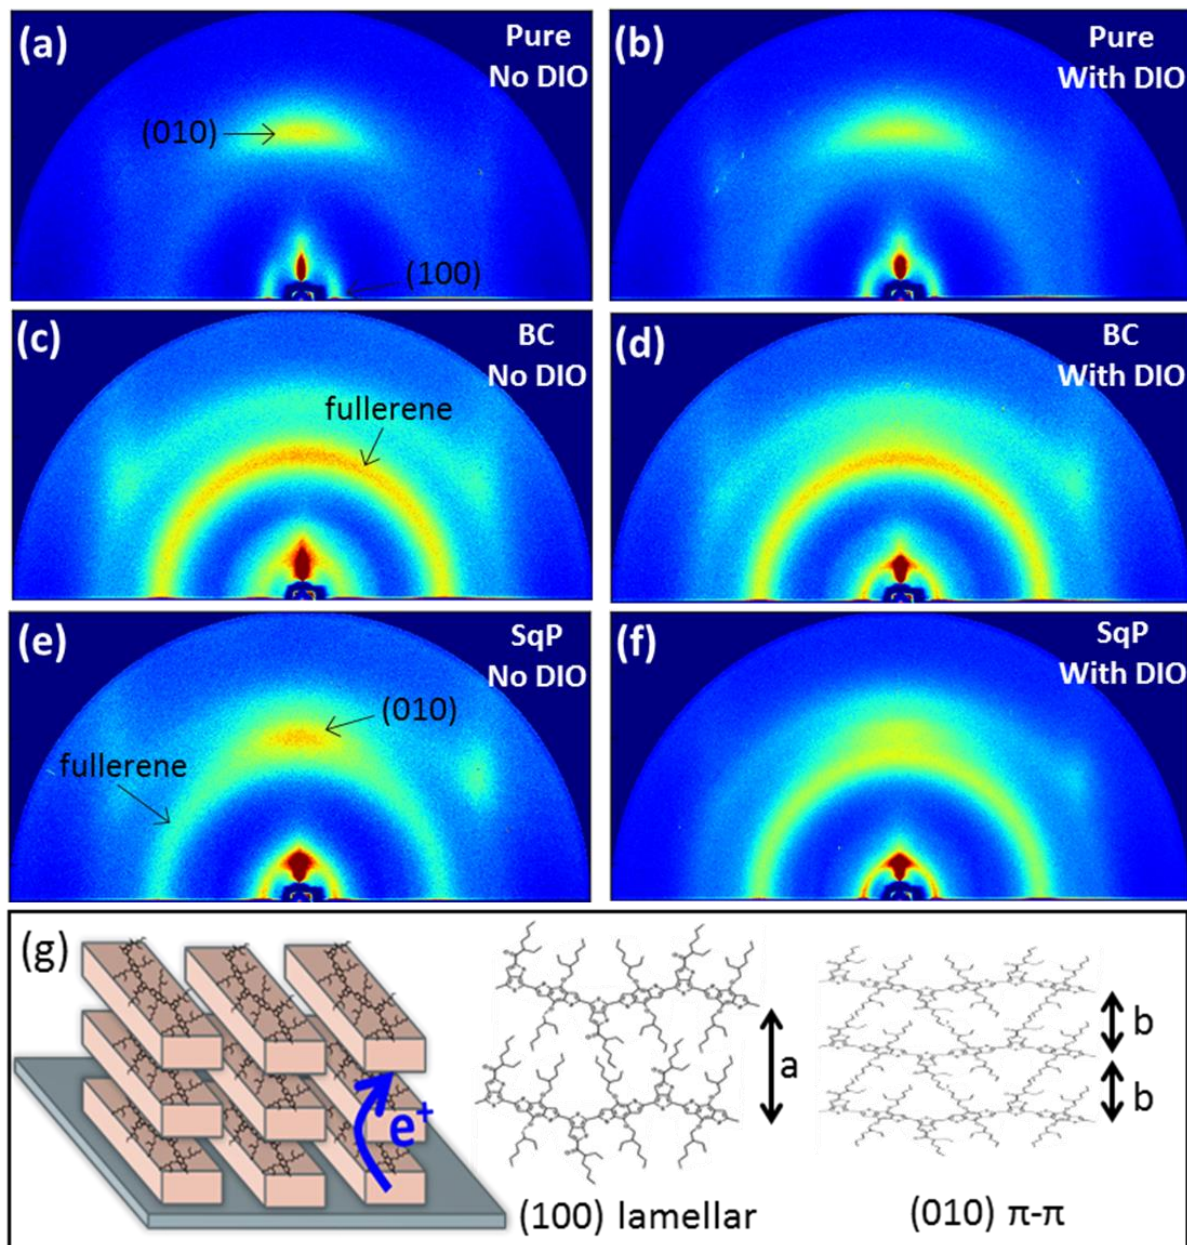 (a)
Pure
No DIO
(010)
(100)
(b)
Pure
With DIO
(c)
BC
No DIO
fullerene
(d)
BC
With DIO
(e)
SqP
No DIO
(010)
fullerene
(f)
SqP
With DIO
(g)
e⁺
a
(100) lamellar
b
b
(010) π-π